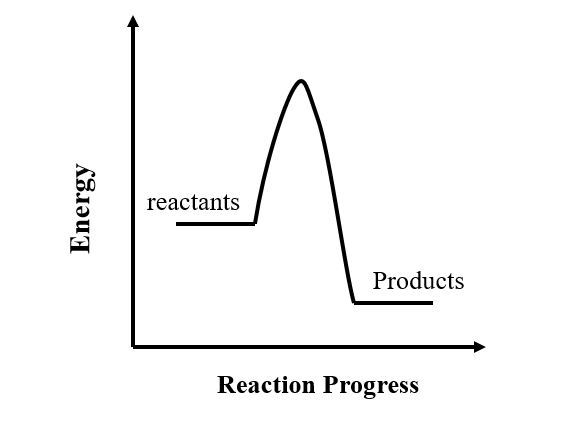 reactants
Energy
Products
Reaction Progress